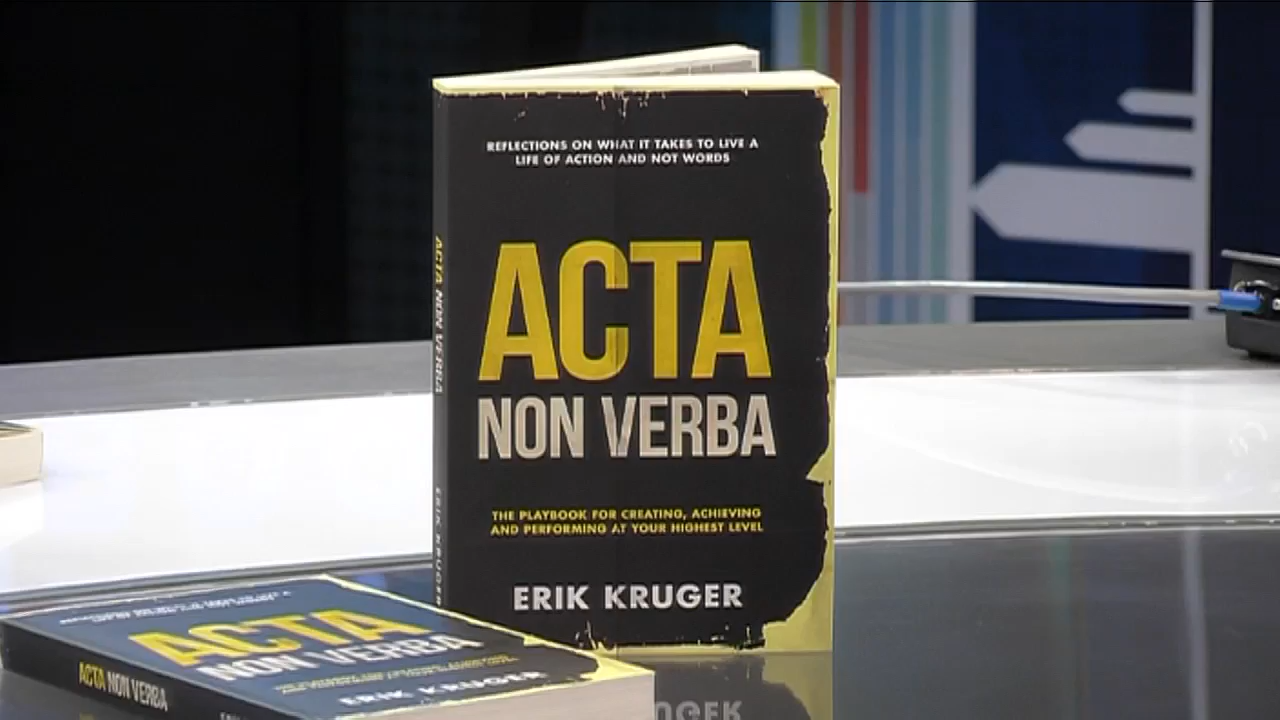 REFLECTIONS ON WHAT IT TAKES TO LIVE A
LIFE OF ACTION AND NOT WORDS
ACTA
NON VERBA
THE PLAYBOOK FOR CREATING, ACHIEVING
AND PERFORMING AT YOUR HIGHEST LEVEL
ERIK KRUGER
ACTA NON VERBA
ERIK KRUGER
ACTA
NON VERBA
ERIK KRUGER
ACTA NON VERBA